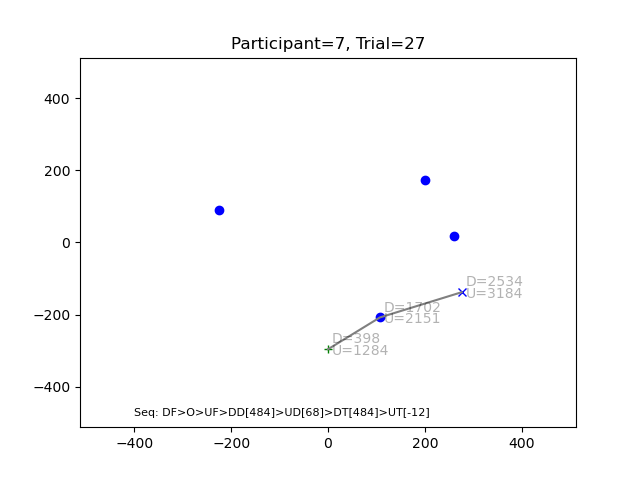 Participant=7, Trial=27
400
200
0
−200
−400
D=2534
U=3184
D=1702
U=2151
D=398
U=1284
Seq: DF>O>UF>DD[484]>UD[68]>DT[484]>UT[-12]
−400
−200
0
200
400